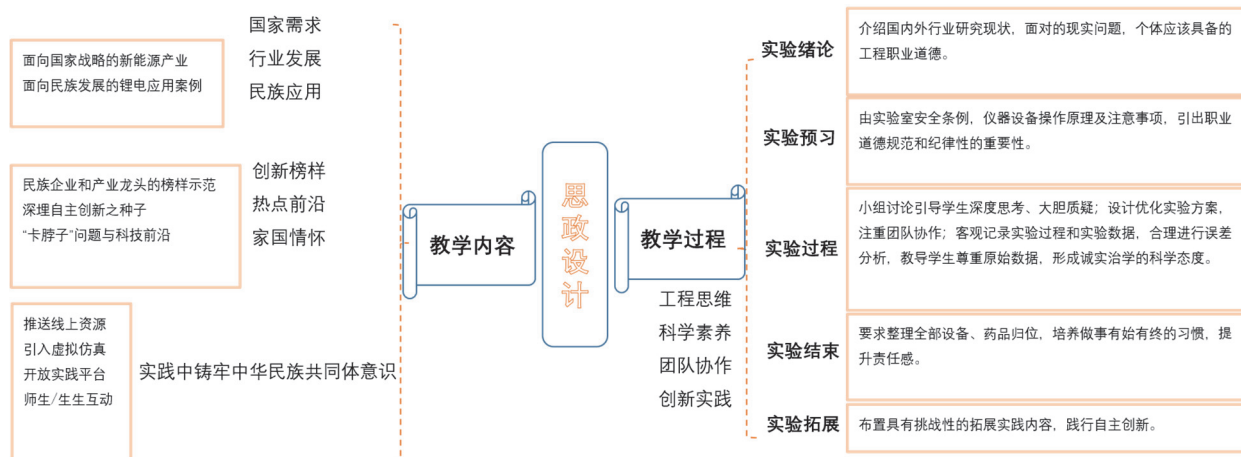 国家需求
行业发展
民族应用
面向国家战略的新能源产业
面向民族发展的锂电应用案例
创新榜样
热点前沿
家国情怀
民族企业和产业龙头的榜样示范
深埋自主创新之种子
“卡脖子”问题与科技前沿
推送线上资源
引入虚拟仿真
开放实践平台
师生/生生互动
实践中铸牢中华民族共同体意识
教学内容
思政设计
教学过程
工程思维
科学素养
团队协作
创新实践
实验绪论
介绍国内外行业研究现状，面对的现实问题，个体应该具备的
工程职业道德。
实验预习
由实验室安全条例，仪器设备操作原理及注意事项，引出职业
道德规范和纪律性的重要性。
实验过程
小组讨论引导学生深度思考、大胆质疑；设计优化实验方案，
注重团队协作；客观记录实验过程和实验数据，合理进行误差
分析，教导学生尊重原始数据，形成诚实治学的科学态度。
实验结束
要求整理全部设备、药品归位，培养做事有始有终的习惯，提
升责任感。
实验拓展
布置具有挑战性的拓展实践内容，践行自主创新。